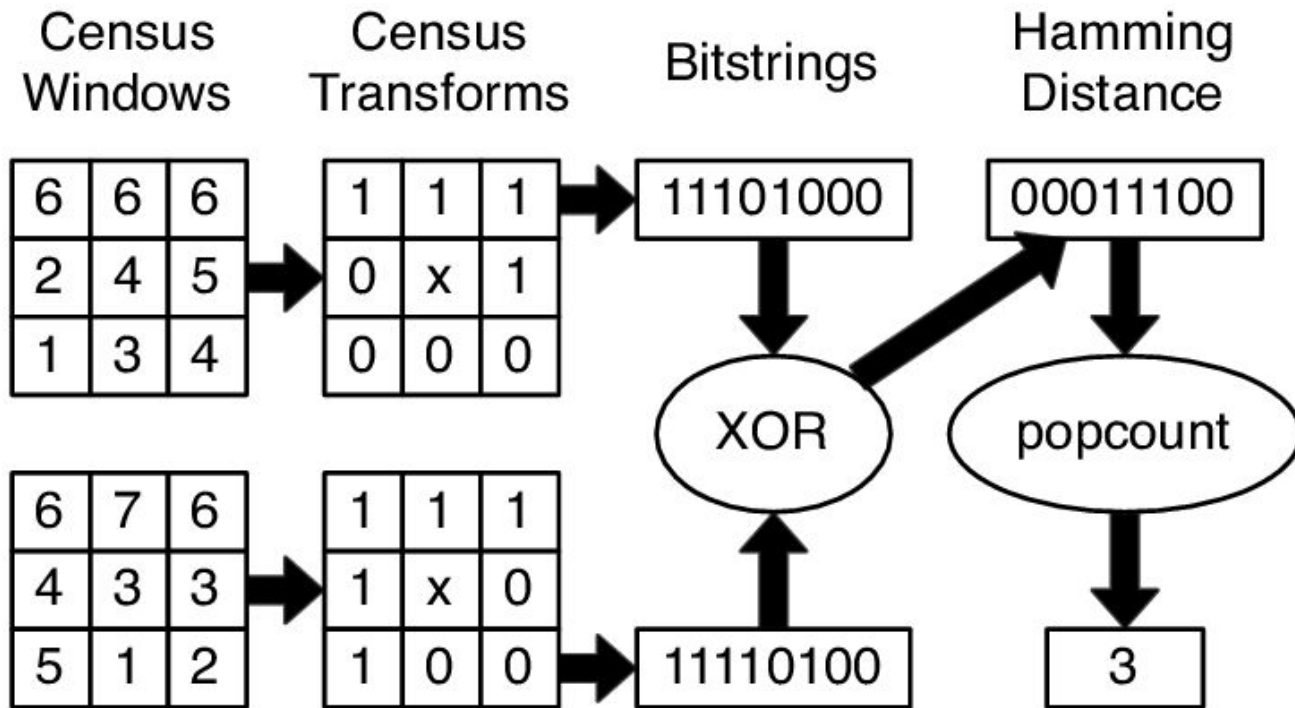 Census
Windows
Census
Transforms
Bitstrings
Hamming
Distance
6 6 6
2 4 5
1 3 4
1 1 1
0 x 1
0 0 0
11101000
00011100
XOR
popcount
6 7 6
4 3 3
5 1 2
1 1 1
1 x 0
1 0 0
11110100
3